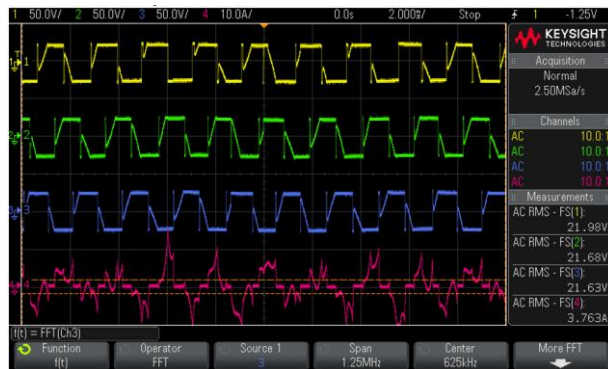 1 50.0V/ 2 50.0V/ 3 50.0V/ 4 10.0A/ 0.0s 2.000ms/ Stop 1 -1.25V
KEYSIGHT
TECHNOLOGIES
Acquisition
Normal
2.50MSa/s
Channels
AC 10.0:1
AC 10.0:1
AC 10.0:1
AC 10.0:1
Measurements
AC RMS - FS(1):
21.98V
AC RMS - FS(2):
21.68V
AC RMS - FS(3):
21.63V
AC RMS - FS(4):
3.763A
1
2
3
4
f(t) = FFT(Ch3)
Function
f(t)
Operator
FFT
Source 1
3
Span
1.25MHz
Center
625kHz
More FFT